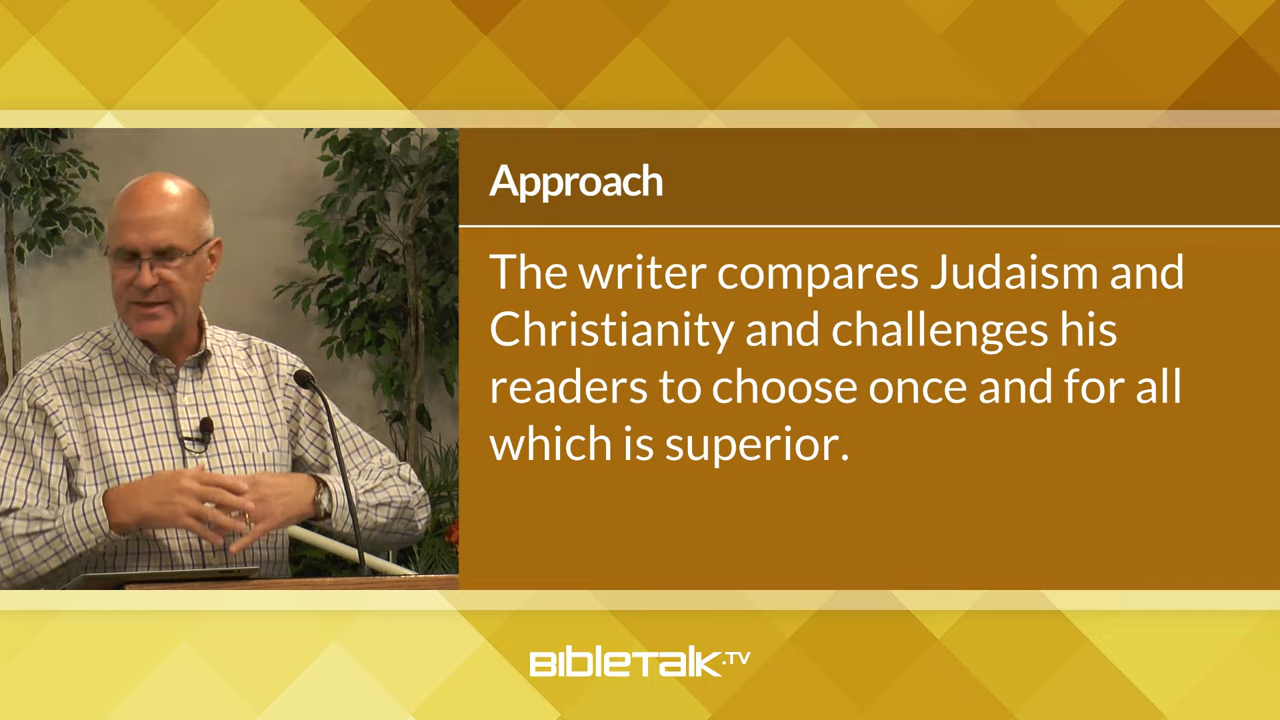 Approach
The writer compares Judaism and
Christianity and challenges his
readers to choose once and for all
which is superior.
BIBLETALK.TV